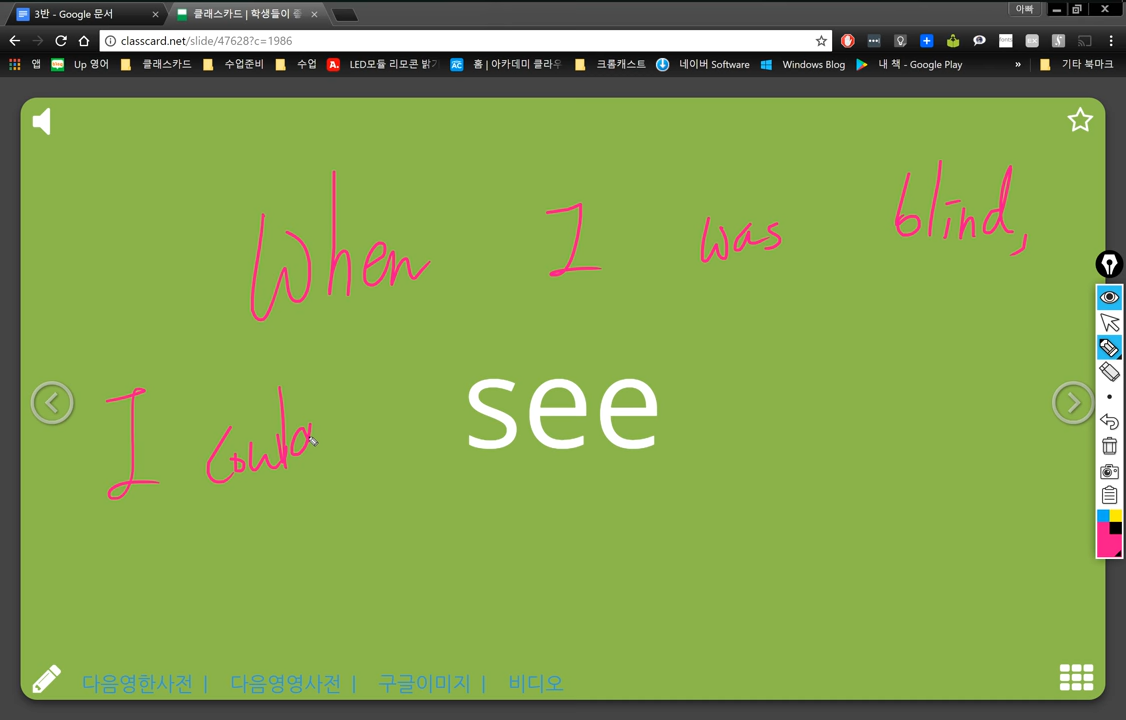 3반 - Google 문서
클래스카드 | 학생들이 즐
아빠
classcard.net/slide/47628?c=1986
앱 Up 영어 클래스카드 수업준비 수업 LED모듈 리모콘 밝기 홈 | 아카데미 클라우 크롬캐스트 네이버 Software Windows Blog 내 책 - Google Play » 기타 북마크
When I was blind,
I could
see
다음영한사전 | 다음영영사전 | 구글이미지 | 비디오